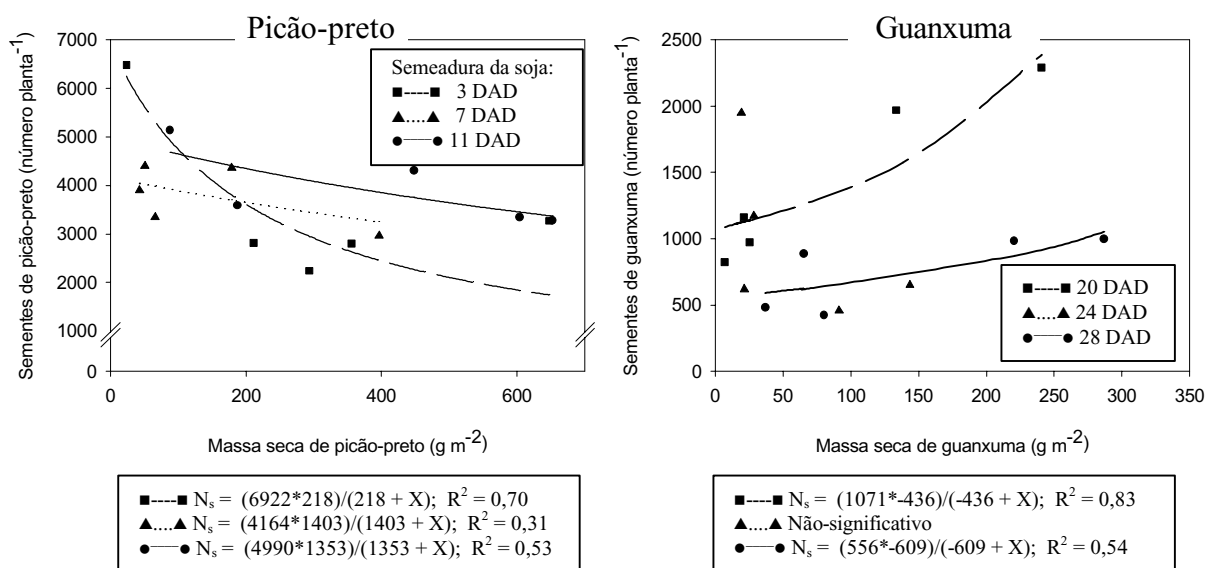 Picão-preto
Sementes de picão-preto (número planta-1)
7000
6000
5000
4000
3000
2000
1000
0
Semeadura da soja:
3 DAD
7 DAD
11 DAD
0 200 400 600
Massa seca de picão-preto (g m-2)
Ns = (6922*218)/(218 + X); R2 = 0,70
Ns = (4164*1403)/(1403 + X); R2 = 0,31
Ns = (4990*1353)/(1353 + X); R2 = 0,53
Guanxuma
Sementes de guanxuma (número planta-1)
2500
2000
1500
1000
500
0
20 DAD
24 DAD
28 DAD
0 50 100 150 200 250 300 350
Massa seca de guanxuma (g m-2)
Ns = (1071*-436)/(-436 + X); R2 = 0,83
Não-significativo
Ns = (556*-609)/(-609 + X); R2 = 0,54